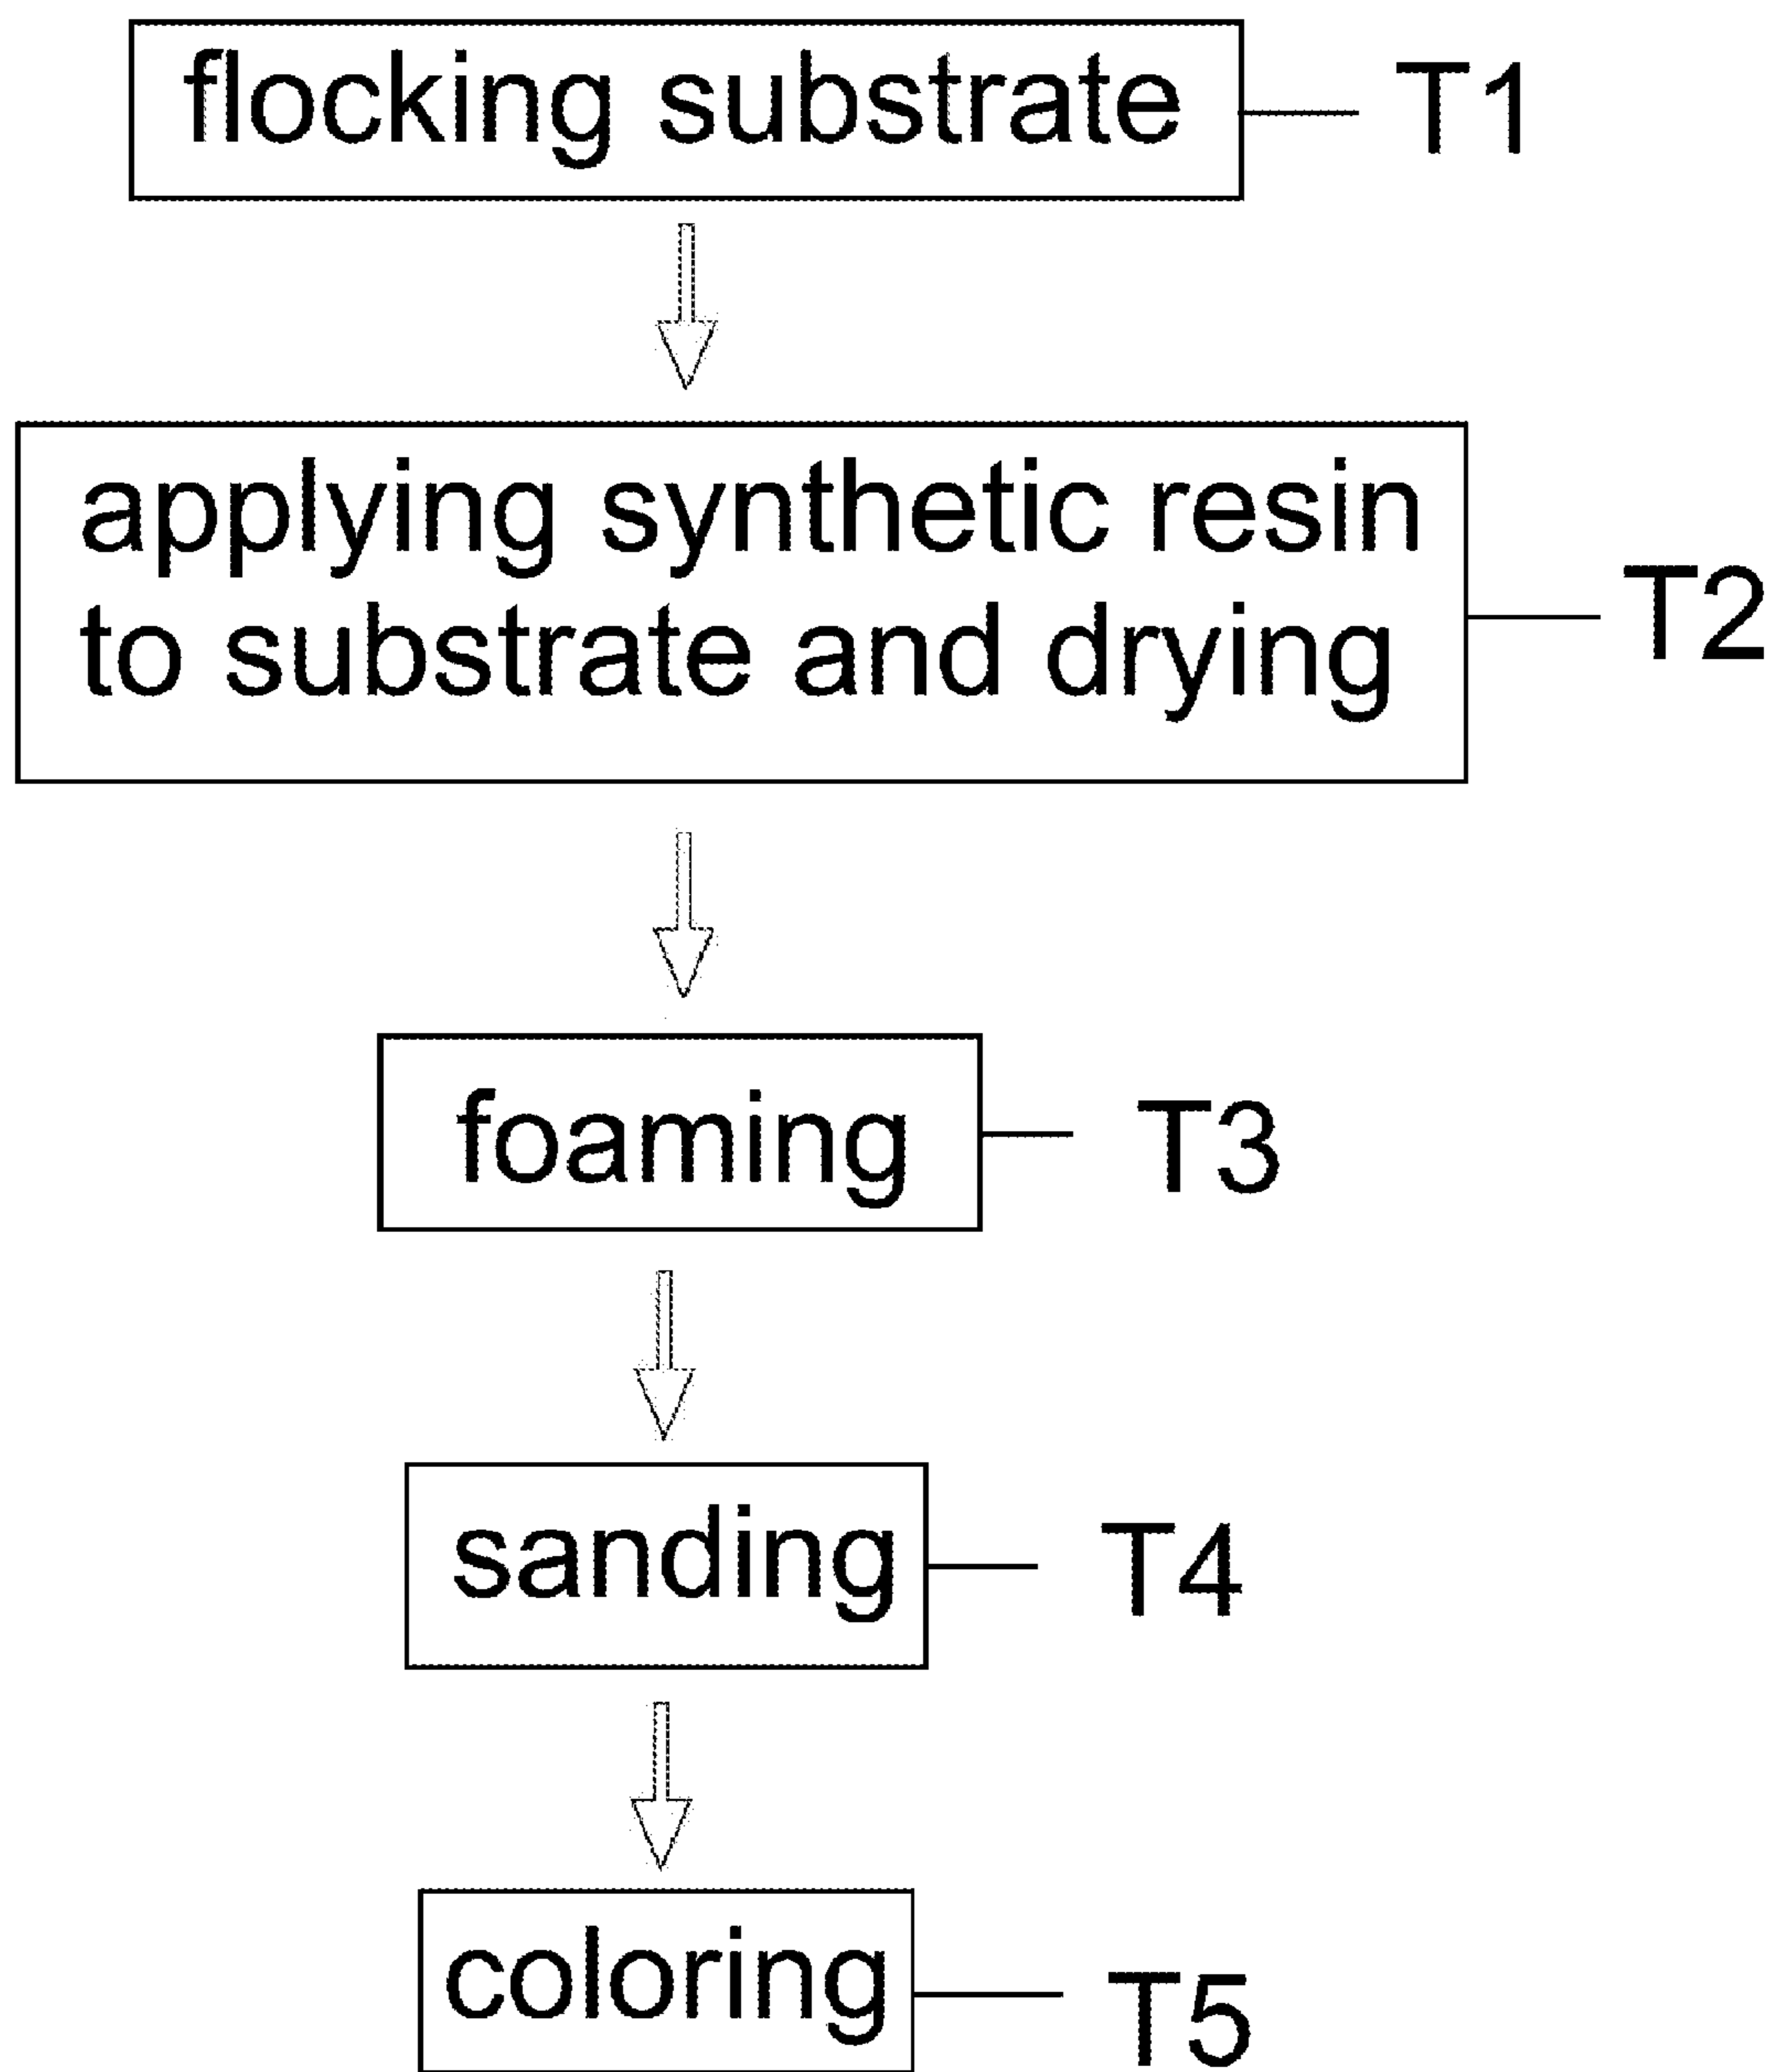 flocking substrate T1
applying synthetic resin
to substrate and drying T2
foaming T3
sanding T4
coloring T5